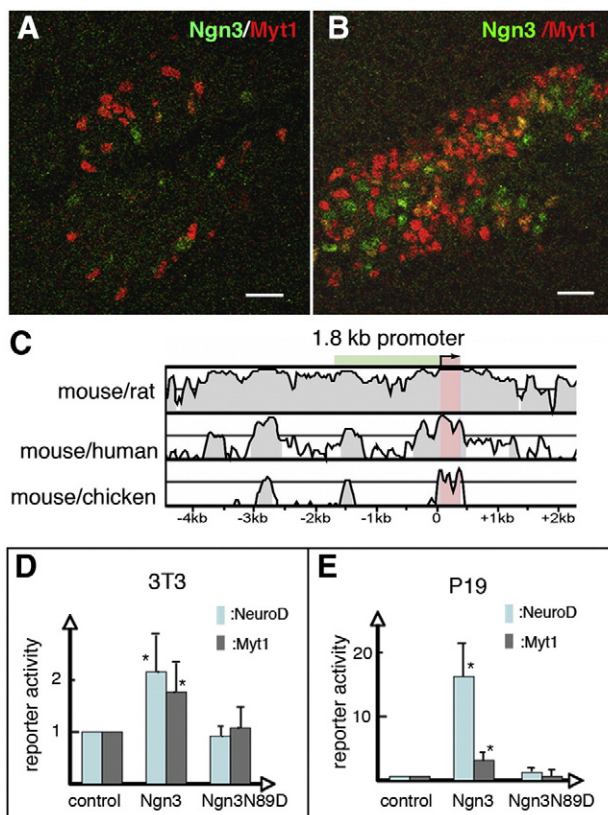 A
Ngn3/Myt1
B
Ngn3 /Myt1
C
1.8 kb promoter
mouse/rat
mouse/human
mouse/chicken
-4kb -3kb -2kb -1kb 0 +1kb +2kb
D
3T3
:NeuroD
:Myt1
reporter activity
2
1
* *
control Ngn3 Ngn3N89D
E
P19
:NeuroD
:Myt1
reporter activity
20
10
* *
control Ngn3 Ngn3N89D